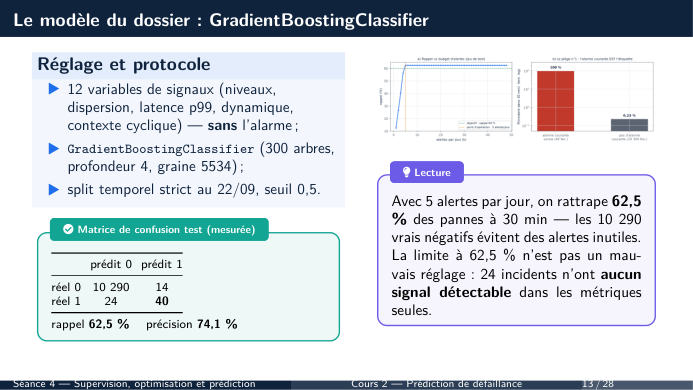 Le modèle du dossier : GradientBoostingClassifier
Réglage et protocole
12 variables de signaux (niveaux,
dispersion, latence p99, dynamique,
contexte cyclique) — sans l'alarme ;
GradientBoostingClassifier (300 arbres,
profondeur 4, graine 5534) ;
split temporel strict au 22/09, seuil 0,5.
Matrice de confusion test (mesurée)
prédit 0 prédit 1
réel 0 10 290 14
réel 1 24 40
rappel 62,5 % précision 74,1 %
Lecture
Avec 5 alertes par jour, on rattrape 62,5
% des pannes à 30 min — les 10 290
vrais négatifs évitent des alertes inutiles.
La limite à 62,5 % n'est pas un mau-
vais réglage : 24 incidents n'ont aucun
signal détectable dans les métriques
seules.
Séance 4 — Supervision, optimisation et prédiction
Cours 2 — Prédiction de défaillance
13 / 28